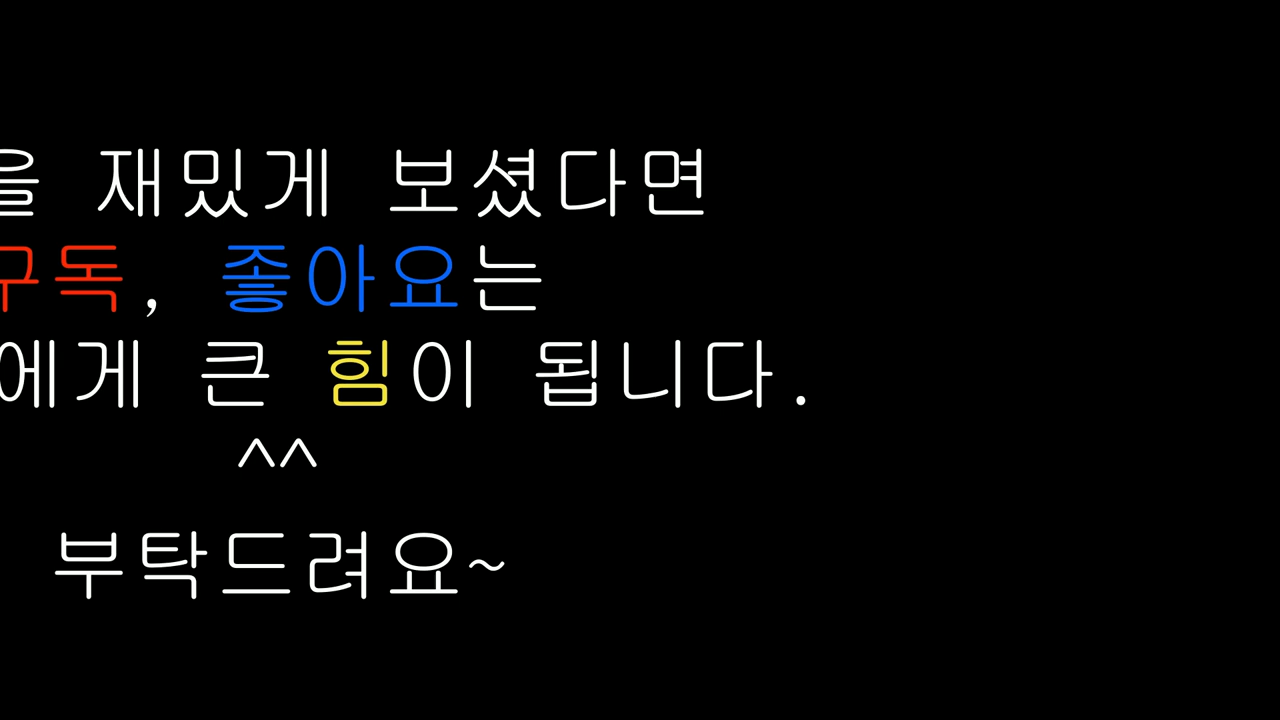 을 재밌게 보셨다면
구독, 좋아요는
에게 큰 힘이 됩니다.
^^
부탁드려요~